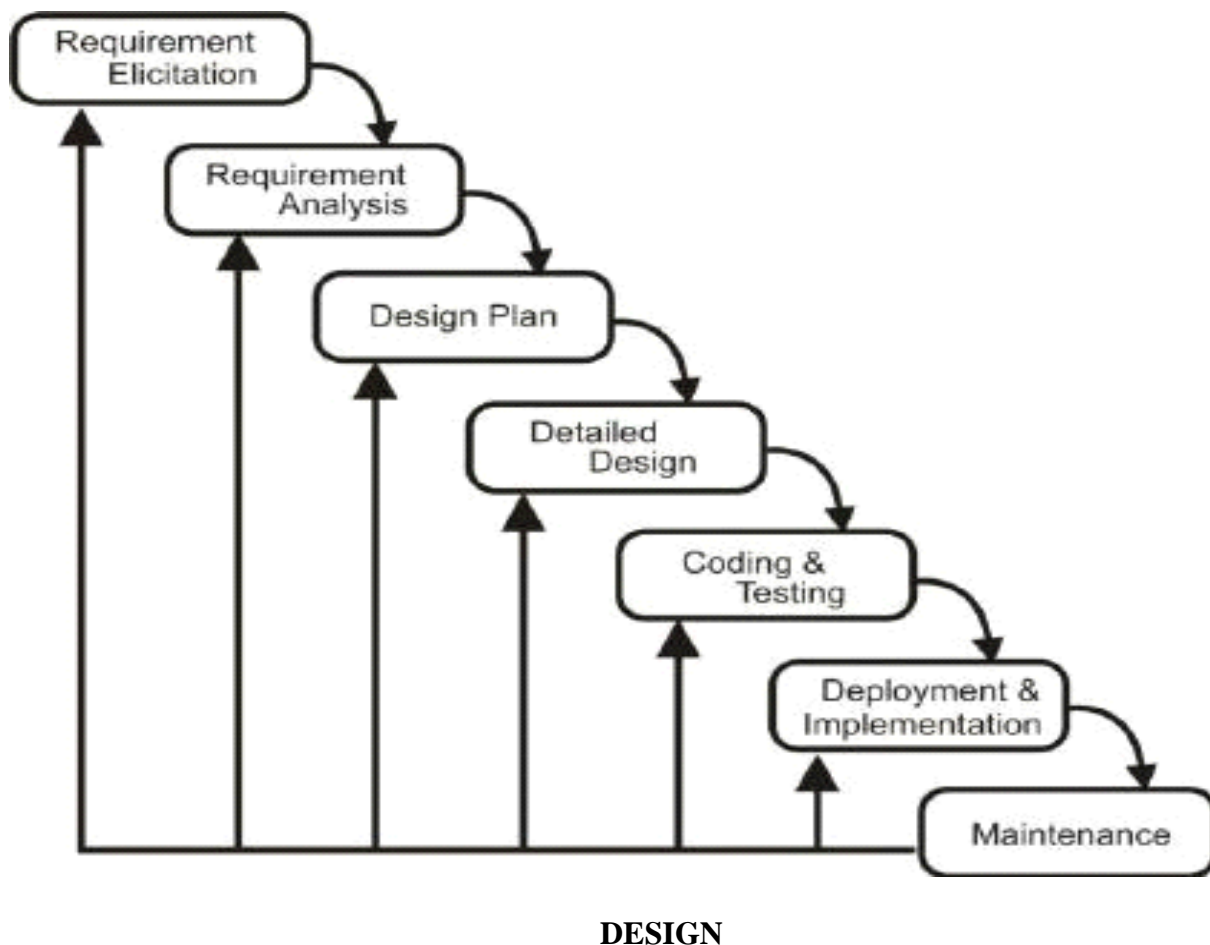 Requirement
Elicitation
Requirement
Analysis
Design Plan
Detailed
Design
Coding &
Testing
Deployment &
Implementation
Maintenance
DESIGN